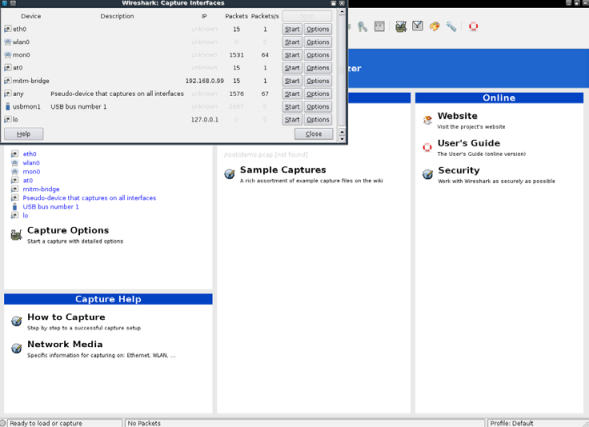 Wireshark: Capture Interfaces
Device Description IP Packets Packets/s
eth0 unknown 15 1 Start Options
wlan0 unknown 0 0 Start Options
mon0 unknown 1531 64 Start Options
at0 unknown 15 1 Start Options
mitm-bridge 192.168.0.99 15 1 Start Options
any Pseudo-device that captures on all interfaces unknown 1576 67 Start Options
usbmon1 USB bus number 1 unknown 0 Start Options
lo 127.0.0.1 0 0 Start Options
Help Close
zer
eth0
wlan0
mon0
at0
mitm-bridge
Pseudo-device that captures on all interfaces
USB bus number 1
lo
Capture Options
Start a capture with detailed options
Capture Help
How to Capture
Step by step to a successful capture setup
Network Media
Specific information for capturing on: Ethernet, WLAN, ...
[not found]
Sample Captures
A rich assortment of example capture files on the wiki
Online
Website
Visit the project's website
User's Guide
The User's Guide (online version)
Security
Work with Wireshark as securely as possible
Ready to load or capture No Packets Profile: Default